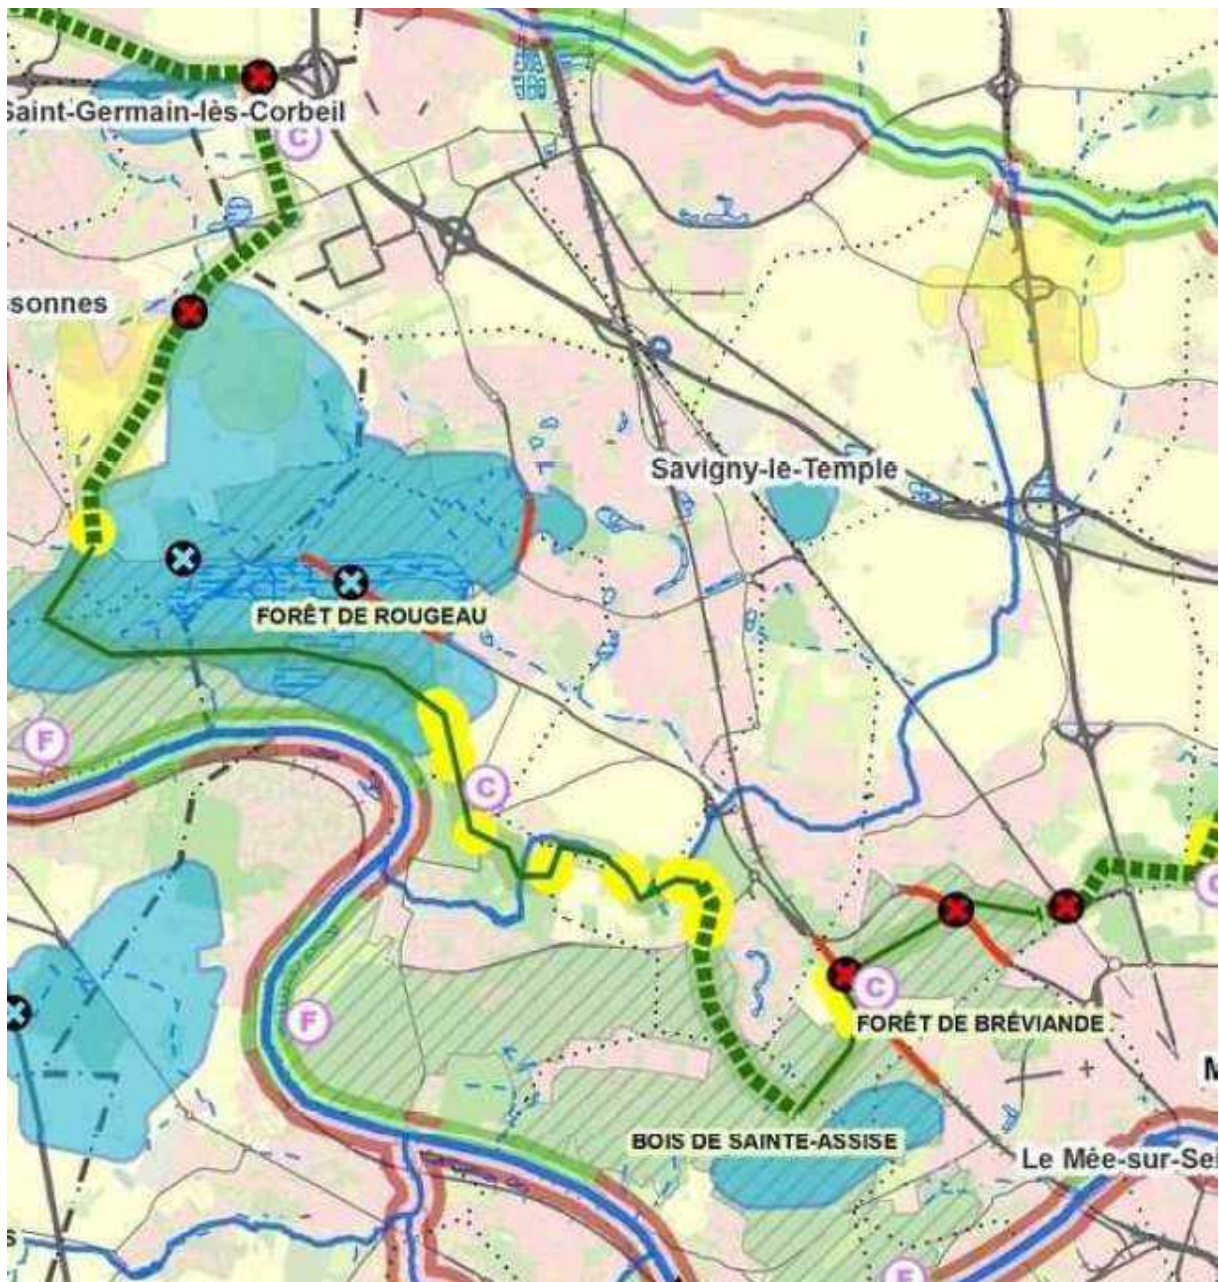 Saint-Germain-lès-Corbeil
C
sonnes
Savigny-le-Temple
FORÊT DE ROUGEAU
F
C
C
F
C
FORÊT DE BRÉVIANDE
M
BOIS DE SAINTE-ASSISE
Le Mée-sur-Sei
s
F